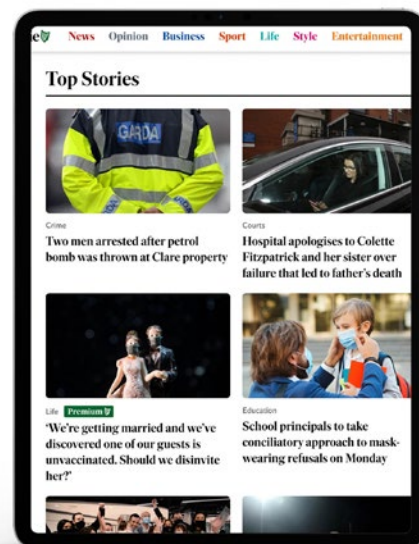 e News Opinion Business Sport Life Style Entertainment
Top Stories
GARDA
Crime
Two men arrested after petrol
bomb was thrown at Clare property
Courts
Hospital apologises to Colette
Fitzpatrick and her sister over
failure that led to father's death
Life Premium
‘We’re getting married and we’ve
discovered one of our guests is
unvaccinated. Should we disinvite
her?’
Education
School principals to take
conciliatory approach to mask-
wearing refusals on Monday